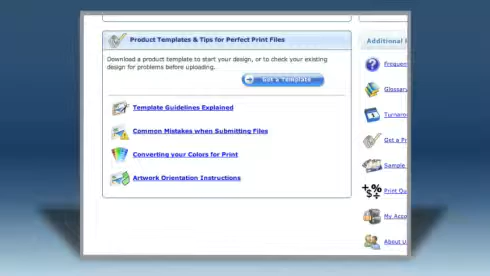 Product Templates & Tips for Perfect Print Files
Download a product template to start your design, or to check your existing
design for problems before uploading.
Get a Template
Template Guidelines Explained
Common Mistakes when Submitting Files
Converting your Colors for Print
Artwork Orientation Instructions
Additional
Frequen
Glossary
Turnaro
Get a Pr
Sample
Print Qu
My Acco
About U